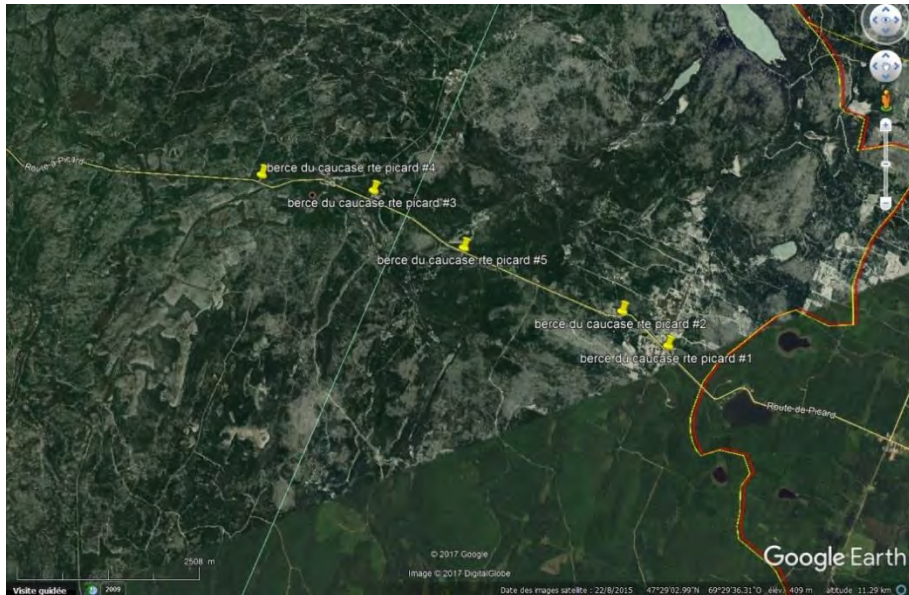 Route-à-Picard
berce du caucase rte picard #4
berce du caucase rte picard #3
berce du caucase rte picard #5
berce du caucase rte picard #2
berce du caucase rte picard #1
Route-de-Picard
2508 m
© 2017 Google
Image © 2017 DigitalGlobe
Google Earth
Visite guidée
2009
Date des images satellite : 22/8/2015 47°29'02.99"N 69°29'36.31"O élév. 409 m altitude 11.29 km